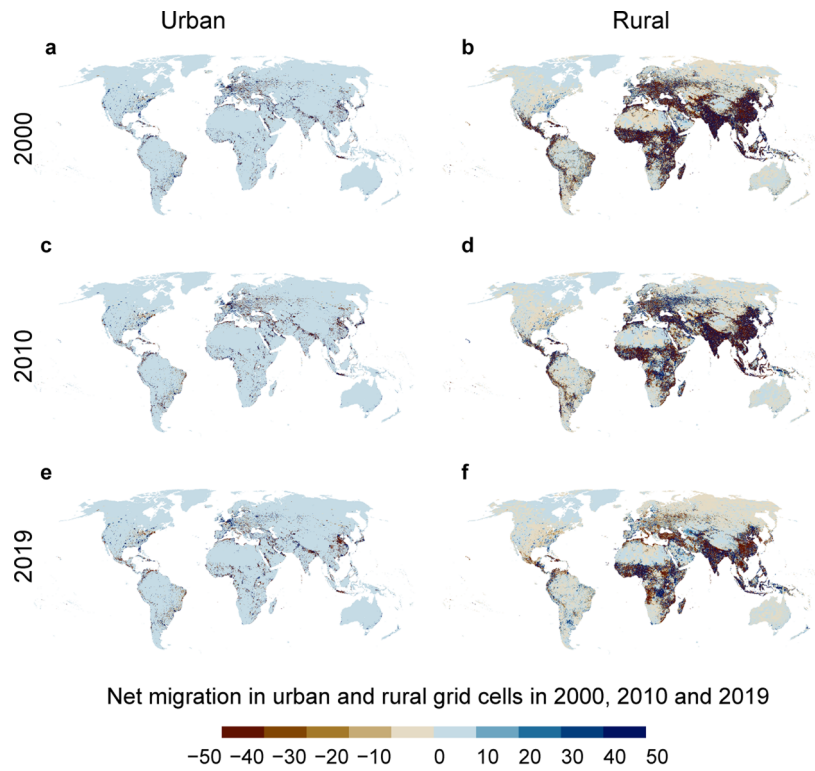 Urban Rural
a b
2000
c d
2010
e f
2019
Net migration in urban and rural grid cells in 2000, 2010 and 2019
−50 −40 −30 −20 −10 0 10 20 30 40 50